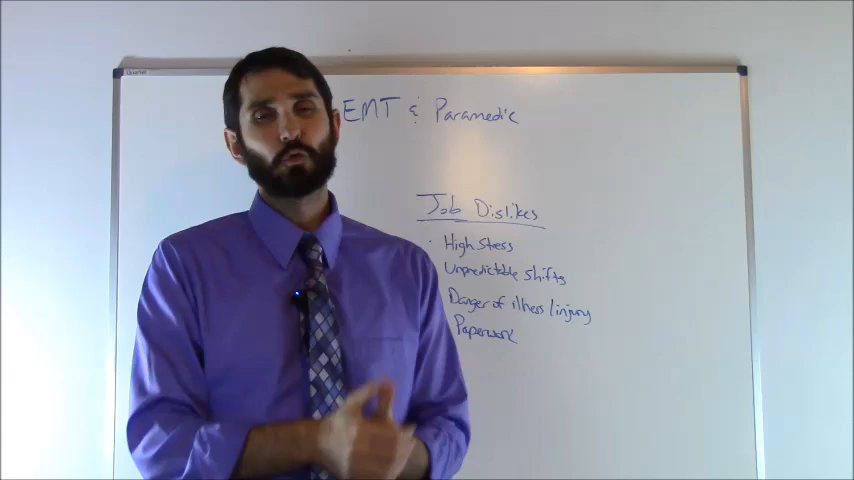 EMT & Paramedic
Job Dislikes
High Stress
Unpredictable shifts
Danger of illness/injury
Paperwork